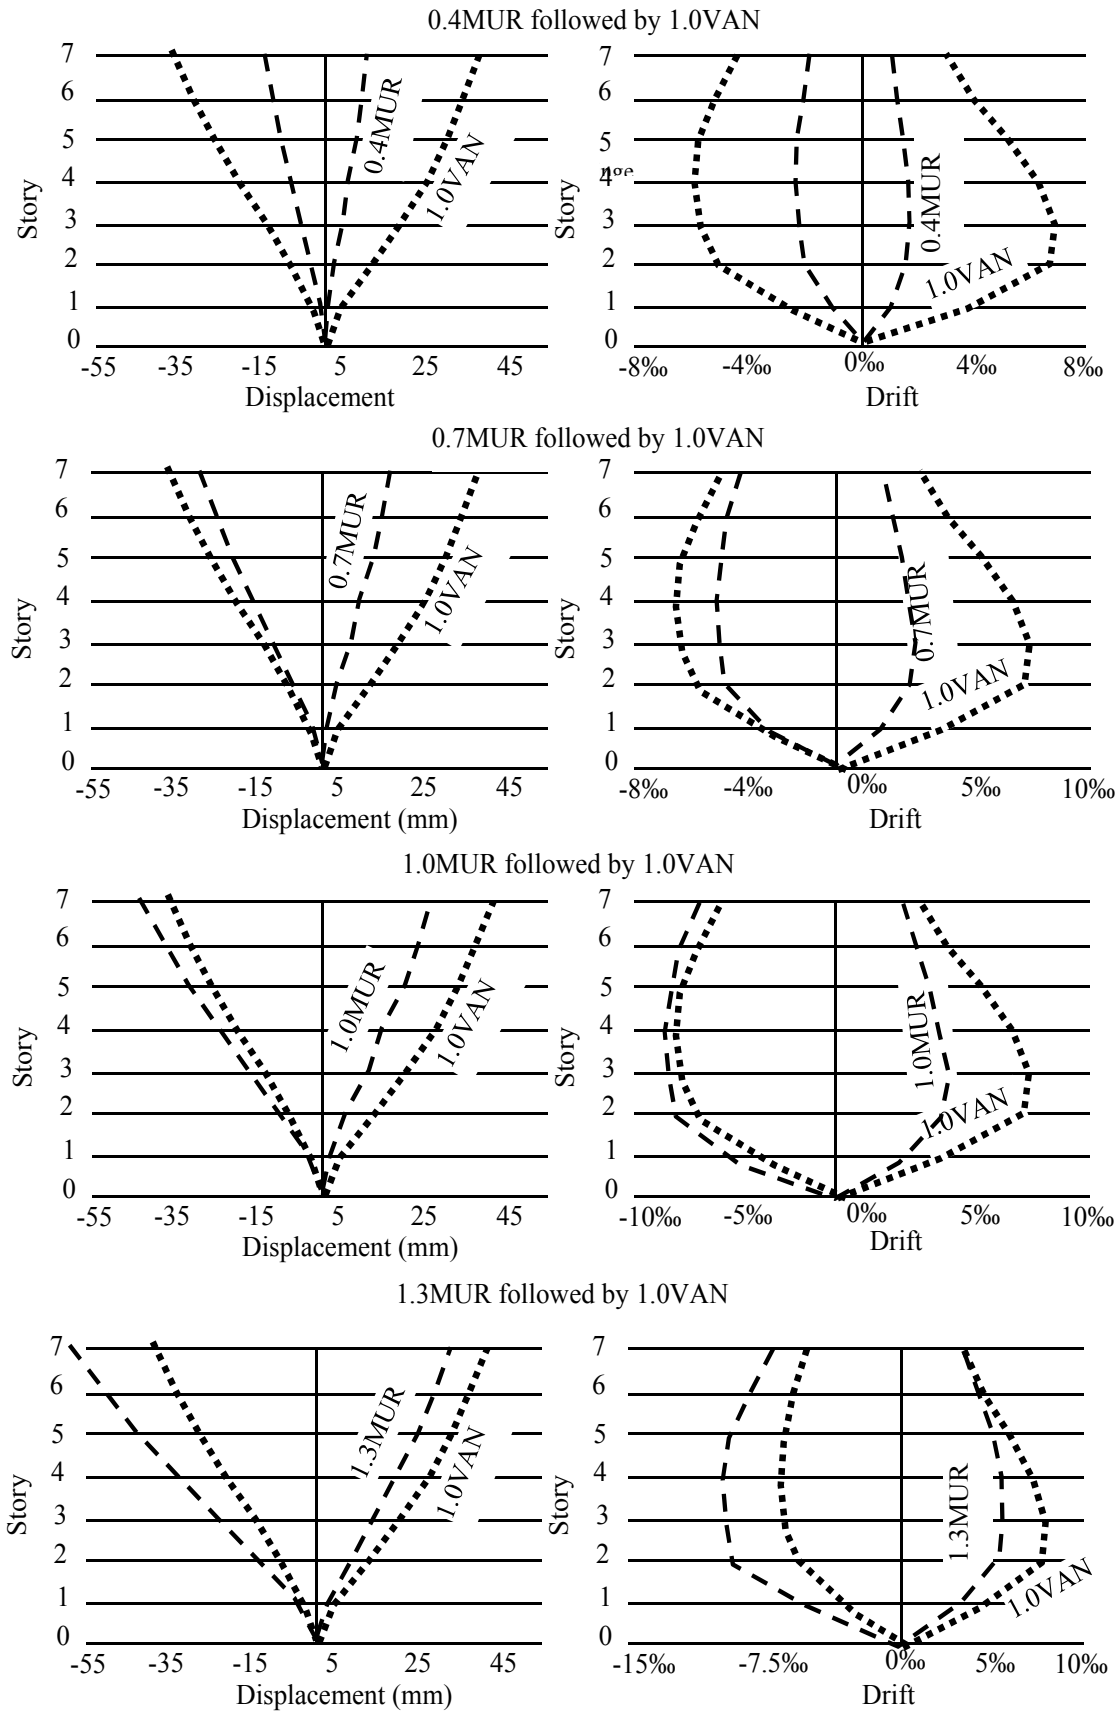 0.4MUR followed by 1.0VAN
7
6
5
4
3
2
1
0
Story
0.4MUR
1.0VAN
-55 -35 -15 5 25 45
Displacement
7
6
5
4
3
2
1
0
Story
0.4MUR
1.0VAN
-8‰ -4‰ 0‰ 4‰ 8‰
Drift
0.7MUR followed by 1.0VAN
7
6
5
4
3
2
1
0
Story
0.7MUR
1.0VAN
-55 -35 -15 5 25 45
Displacement (mm)
7
6
5
4
3
2
1
0
Story
0.7MUR
1.0VAN
-8‰ -4‰ 0‰ 5‰ 10‰
Drift
1.0MUR followed by 1.0VAN
7
6
5
4
3
2
1
0
Story
1.0MUR
1.0VAN
-55 -35 -15 5 25 45
Displacement (mm)
7
6
5
4
3
2
1
0
Story
1.0MUR
1.0VAN
-10‰ -5‰ 0‰ 5‰ 10‰
Drift
1.3MUR followed by 1.0VAN
7
6
5
4
3
2
1
0
Story
1.3MUR
1.0VAN
-55 -35 -15 5 25 45
Displacement (mm)
7
6
5
4
3
2
1
0
Story
1.3MUR
1.0VAN
-15‰ -7.5‰ 0‰ 5‰ 10‰
Drift